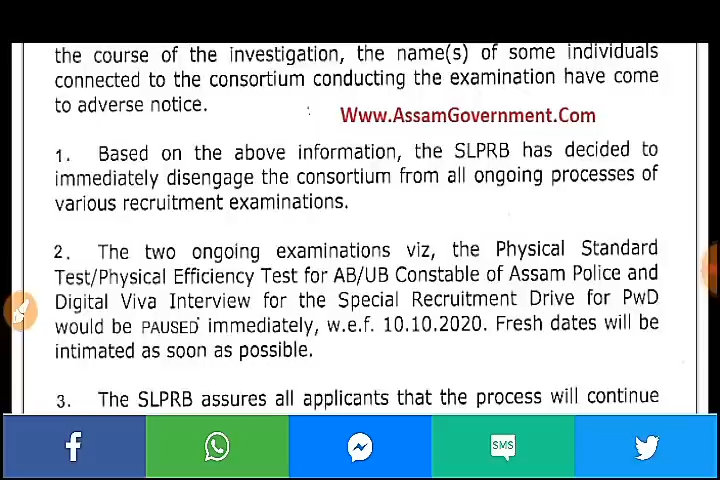 the course of the investigation, the name(s) of some individuals
connected to the consortium conducting the examination have come
to adverse notice.
Www.AssamGovernment.Com
1. Based on the above information, the SLPRB has decided to
immediately disengage the consortium from all ongoing processes of
various recruitment examinations.
2. The two ongoing examinations viz, the Physical Standard
Test/Physical Efficiency Test for AB/UB Constable of Assam Police and
Digital Viva Interview for the Special Recruitment Drive for PwD
would be PAUSED immediately, w.e.f. 10.10.2020. Fresh dates will be
intimated as soon as possible.
3. The SLPRB assures all applicants that the process will continue
SMS